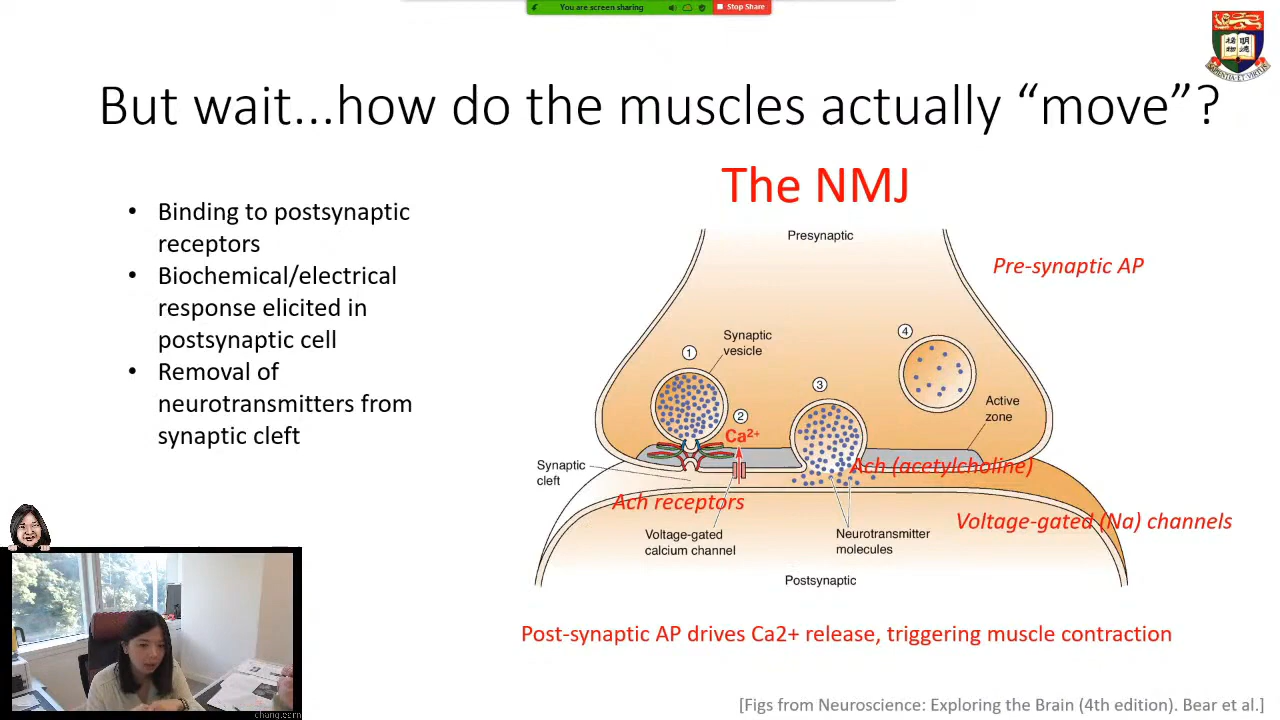 You are screen sharing
Stop Share
But wait...how do the muscles actually “move”?
The NMJ
• Binding to postsynaptic
receptors
• Biochemical/electrical
response elicited in
postsynaptic cell
• Removal of
neurotransmitters from
synaptic cleft
Presynaptic
Pre-synaptic AP
Synaptic
vesicle
1
2
3
4
Active
zone
Ca²⁺
Synaptic
cleft
Ach (acetylcholine)
Ach receptors
Voltage-gated (Na) channels
Voltage-gated
calcium channel
Neurotransmitter
molecules
Postsynaptic
Post-synaptic AP drives Ca2+ release, triggering muscle contraction
[Figs from Neuroscience: Exploring the Brain (4th edition). Bear et al.]
SAPIENTIA·ET·VIRTUS